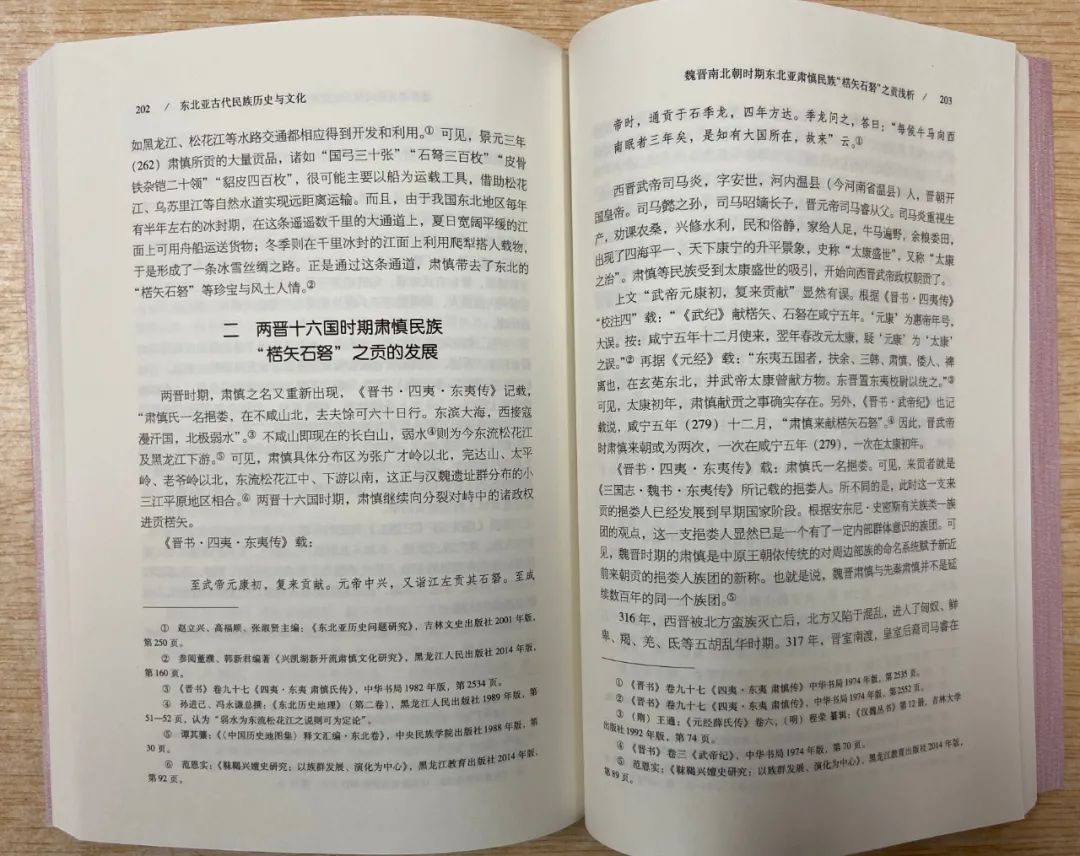 202 / 东北亚古代民族历史与文化
如黑龙江、松花江等水路交通都相应得到开发和利用。① 可见，景元三年
(262) 肃慎所贡的大量贡品，诸如“国弓三十张”“石弩三百枚”“皮骨
铁杂铠二十领”“貂皮四百枚”，很可能主要以船为运载工具，借助松花
江、乌苏里江等自然水道实现远距离运输。而且，由于我国东北地区每年
有半年左右的冰封期，在这条遥遥数千里的大通道上，夏日宽阔平缓的江
面上可用舟船运送货物；冬季则在千里冰封的江面上利用爬犁搭人载物，
于是形成了一条冰雪丝绸之路。正是通过这条通道，肃慎带去了东北的
“楛矢石砮”等珍宝与风土人情。②
二 两晋十六国时期肃慎民族
“楛矢石砮”之贡的发展
两晋时期，肃慎之名又重新出现，《晋书·四夷·东夷传》记载，
“肃慎氏一名挹娄，在不咸山北，去夫馀可六十日行。东滨大海，西接寇
漫汗国，北极弱水”。③ 不咸山即现在的长白山，弱水④则为今东流松花江
及黑龙江下游。⑤ 可见，肃慎具体分布区为张广才岭以北，完达山、太平
岭、老爷岭以北，东流松花江中、下游以南，这正与汉魏遗址群分布的小
三江平原地区相合。⑥ 两晋十六国时期，肃慎继续向分裂对峙中的诸政权
进贡楛矢。
《晋书·四夷·东夷传》载：
至武帝元康初，复来贡献。元帝中兴，又诣江左贡其石砮。至成
① 赵立兴、高福顺、张淑贤主编：《东北亚历史问题研究》，吉林文史出版社 2001 年版，
第 250 页。
② 参阅董濮、韩新君编著《兴凯湖新开流肃慎文化研究》，黑龙江人民出版社 2014 年版，
第 160 页。
③ 《晋书》卷九十七《四夷·东夷 肃慎氏传》，中华书局 1982 年版，第 2534 页。
④ 孙进己、冯永谦总撰：《东北历史地理》（第二卷），黑龙江人民出版社 1989 年版，第
51—52 页，认为“弱水为东流松花江之说则可为定论”。
⑤ 谭其骧：《〈中国历史地图集〉释文汇编·东北卷》，中央民族学院出版社 1988 年版，第
30 页。
⑥ 范恩实：《靺鞨兴嬗史研究：以族群发展、演化为中心》，黑龙江教育出版社 2014 年版，
第 92 页。
魏晋南北朝时期东北亚肃慎民族“楛矢石砮”之贡浅析 / 203
帝时，通贡于石季龙，四年方达。季龙问之，答曰：“每候牛马向西
南眠者三年矣，是知有大国所在，故来”云。①
西晋武帝司马炎，字安世，河内温县（今河南省温县）人，晋朝开
国皇帝。司马懿之孙，司马昭嫡长子，晋元帝司马睿从父。司马炎重视生
产，劝课农桑，兴修水利，民和俗静，家给人足，牛马遍野，余粮委田，
出现了四海平一、天下康宁的升平景象，史称“太康盛世”，又称“太康
之治”。肃慎等民族受到太康盛世的吸引，开始向西晋武帝政权朝贡了。
上文“武帝元康初，复来贡献”显然有误。根据《晋书·四夷传》
“校注四”载：“《武纪》献楛矢、石砮在咸宁五年。‘元康’为惠帝年号，
大误。按：咸宁五年十二月使来，翌年春改元太康，疑‘元康’为‘太康’
之误。”② 再据《元经》载：“东夷五国者，扶余、三韩、肃慎、倭人、裨
离也，在玄菟东北，并武帝太康曾献方物。东晋置东夷校尉以统之。”③
可见，太康初年，肃慎献贡之事确实存在。另外，《晋书·武帝纪》也记
载说，咸宁五年（279）十二月，“肃慎来献楛矢石砮”。④ 因此，晋武帝
时肃慎来朝或为两次，一次在咸宁五年（279），一次在太康初年。
《晋书·四夷·东夷传》载：肃慎氏一名挹娄。可见，来贡者就是
《三国志·魏书·东夷传》所记载的挹娄人。所不同的是，此时这一支来
贡的挹娄人已经发展到早期国家阶段。根据安东尼·史密斯有关族类—族
团的观点，这一支挹娄人显然已是一个有了一定内部群体意识的族团。可
见，魏晋时期的肃慎是中原王朝依传统的对周边部族的命名系统赋予新近
前来朝贡的挹娄人族团的新称。也就是说，魏晋肃慎与先秦肃慎并不是延
续数百年的同一个族团。⑤
316 年，西晋被北方蛮族灭亡后，北方又陷于混乱，进入了匈奴、鲜
卑、羯、羌、氐等五胡乱华时期。317 年，晋室南渡，皇室后裔司马睿在
① 《晋书》卷九十七《四夷·东夷 肃慎传》，中华书局 1974 年版，第 2535 页。
② 《晋书》卷九十七《四夷·东夷 肃慎传》，中华书局 1974 年版，第 2552 页。
③ （隋）王通：《元经薛氏传》卷六，（明）程荣 纂辑：《汉魏丛书》第 12 册，吉林大学
出版社 1992 年版，第 74 页。
④ 《晋书》卷三《武帝纪》，中华书局 1974 年版，第 70 页。
⑤ 范恩实：《靺鞨兴嬗史研究：以族群发展、演化为中心》，黑龙江教育出版社 2014 年版，
第 89 页。